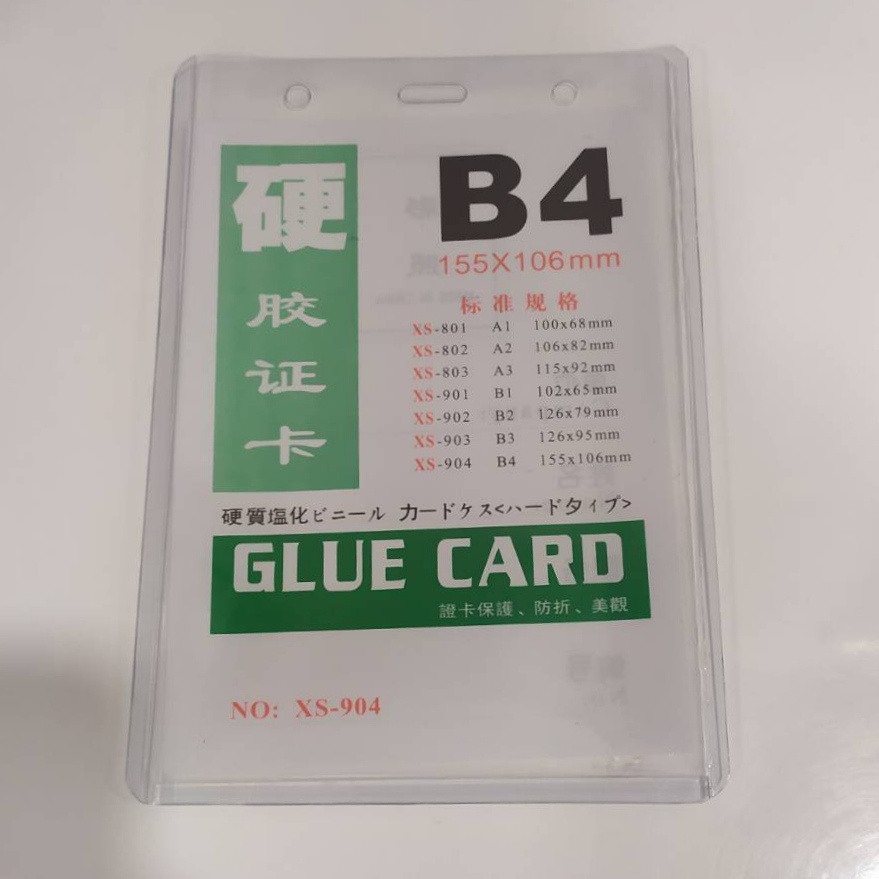 硬
胶
证
卡
B4
155X106mm
标准规格
XS-801 A1 100x68mm
XS-802 A2 106x82mm
XS-803 A3 115x92mm
XS-901 B1 102x65mm
XS-902 B2 126x79mm
XS-903 B3 126x95mm
XS-904 B4 155x106mm
硬質塩化ビニール カードケス<ハードタイプ>
GLUE CARD
證卡保護、防折、美觀
NO: XS-904